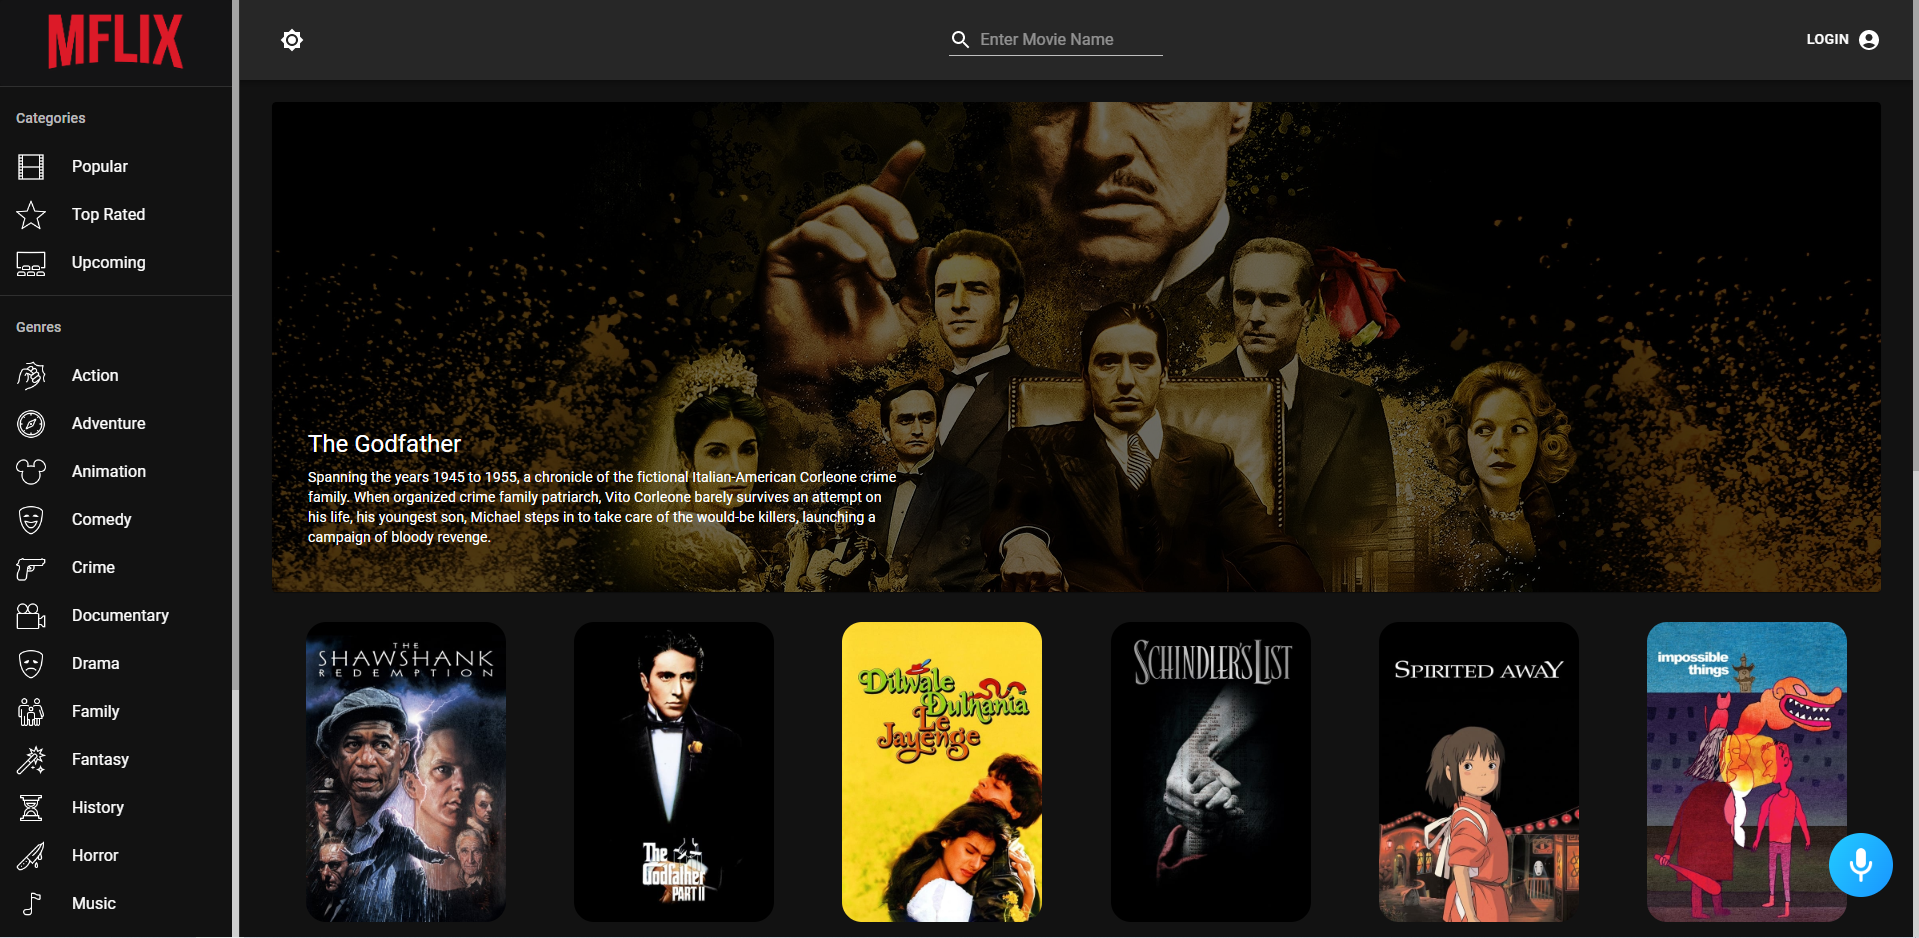 MFLIX
Enter Movie Name
LOGIN
Categories
Popular
Top Rated
Upcoming
Genres
Action
Adventure
Animation
Comedy
Crime
Documentary
Drama
Family
Fantasy
History
Horror
Music
The Godfather
Spanning the years 1945 to 1955, a chronicle of the fictional Italian-American Corleone crime
family. When organized crime family patriarch, Vito Corleone barely survives an attempt on
his life, his youngest son, Michael steps in to take care of the would-be killers, launching a
campaign of bloody revenge.
THE
SHAWSHANK
REDEMPTION
The
Godfather
PART II
Dilwale
Dulhania
Le
Jayenge
SCHINDLER'S LIST
SPIRITED AWAY
impossible
things